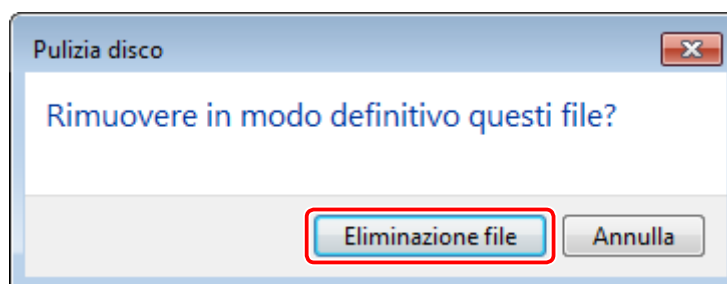 Pulizia disco
Rimuovere in modo definitivo questi file?
Eliminazione file Annulla